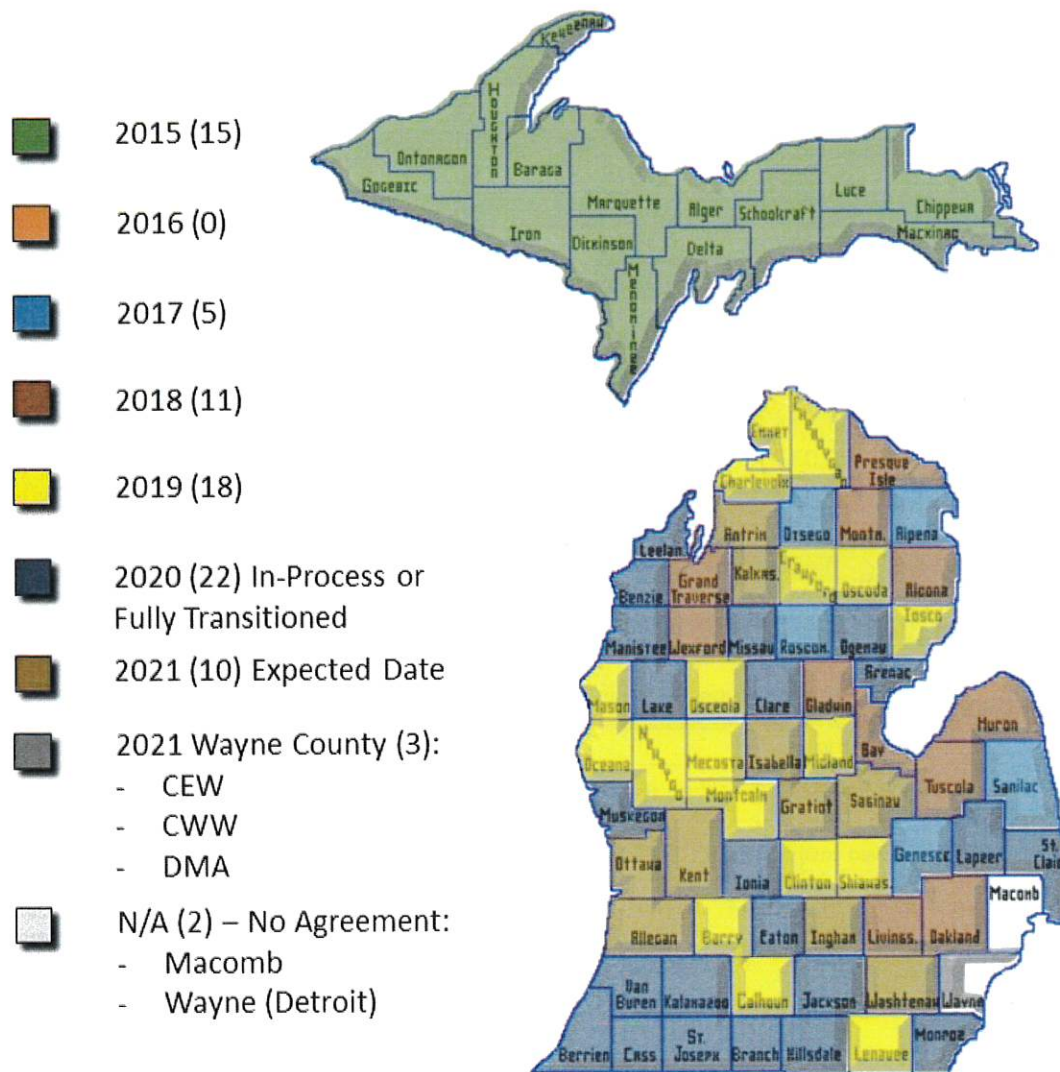 2015 (15)
2016 (0)
2017 (5)
2018 (11)
2019 (18)
2020 (22) In-Process or
Fully Transitioned
2021 (10) Expected Date
2021 Wayne County (3):
- CEW
- CWW
- DMA
N/A (2) – No Agreement:
- Macomb
- Wayne (Detroit)
Keweenaw
Houghton
Ontonagon
Gogebic
Baraga
Marquette
Iron
Dickinson
Menominee
Alger
Delta
Schoolcraft
Luce
Chippewa
Mackinac
Emmet
Cheboygan
Presque
Isle
Charlevoix
Antrim
Otsego
Montm.
Alpena
Leelan.
Benzie
Grand
Traverse
Kalkas.
Crawford
Oscoda
Alcona
Manistee
Wexford
Missau
Roscom.
Ogemaw
Iosco
Mason
Lake
Osceola
Clare
Gladwin
Arenac
Oceana
Newaygo
Mecosta
Isabella
Midland
Bay
Huron
Muskegon
Montcalm
Gratiot
Saginaw
Tuscola
Sanilac
Ottawa
Kent
Ionia
Clinton
Shiawas.
Genesee
Lapeer
St.
Clair
Macomb
Allegan
Barry
Eaton
Ingham
Livings.
Oakland
Van
Buren
Kalamazoo
Calhoun
Jackson
Washtenaw
Wayne
Berrien
Cass
St.
Joseph
Branch
Hillsdale
Lenawee
Monroe